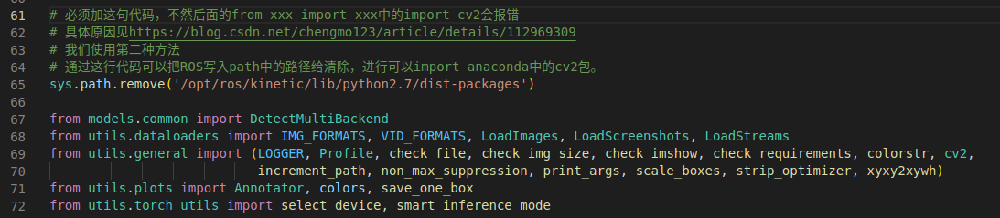 61 # 必须加这句代码，不然后面的from xxx import xxx中的import cv2会报错
62 # 具体原因见https://blog.csdn.net/chengmo123/article/details/112969309
63 # 我们使用第二种方法
64 # 通过这行代码可以把ROS写入path中的路径给清除，进行可以import anaconda中的cv2包。
65 sys.path.remove('/opt/ros/kinetic/lib/python2.7/dist-packages')
66
67 from models.common import DetectMultiBackend
68 from utils.dataloaders import IMG_FORMATS, VID_FORMATS, LoadImages, LoadScreenshots, LoadStreams
69 from utils.general import (LOGGER, Profile, check_file, check_img_size, check_imshow, check_requirements, colorstr, cv2,
70 increment_path, non_max_suppression, print_args, scale_boxes, strip_optimizer, xyxy2xywh)
71 from utils.plots import Annotator, colors, save_one_box
72 from utils.torch_utils import select_device, smart_inference_mode